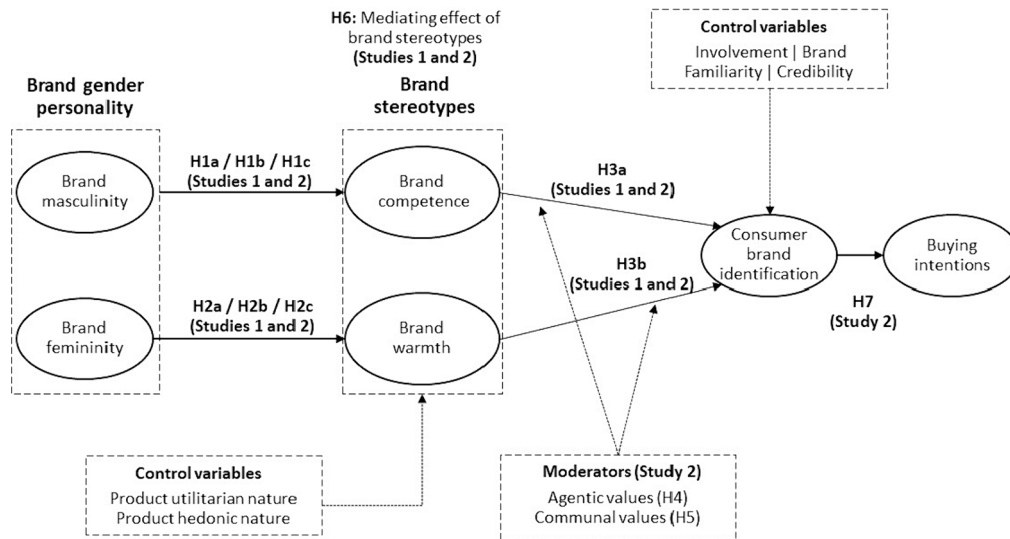 H6: Mediating effect of
brand stereotypes
(Studies 1 and 2)
Control variables
Involvement | Brand
Familiarity | Credibility
Brand gender
personality
Brand
stereotypes
Brand
masculinity
H1a / H1b / H1c
(Studies 1 and 2)
Brand
competence
H3a
(Studies 1 and 2)
Consumer
brand
identification
Buying
intentions
H3b
(Studies 1 and 2)
H7
(Study 2)
Brand
femininity
H2a / H2b / H2c
(Studies 1 and 2)
Brand
warmth
Control variables
Product utilitarian nature
Product hedonic nature
Moderators (Study 2)
Agentic values (H4)
Communal values (H5)